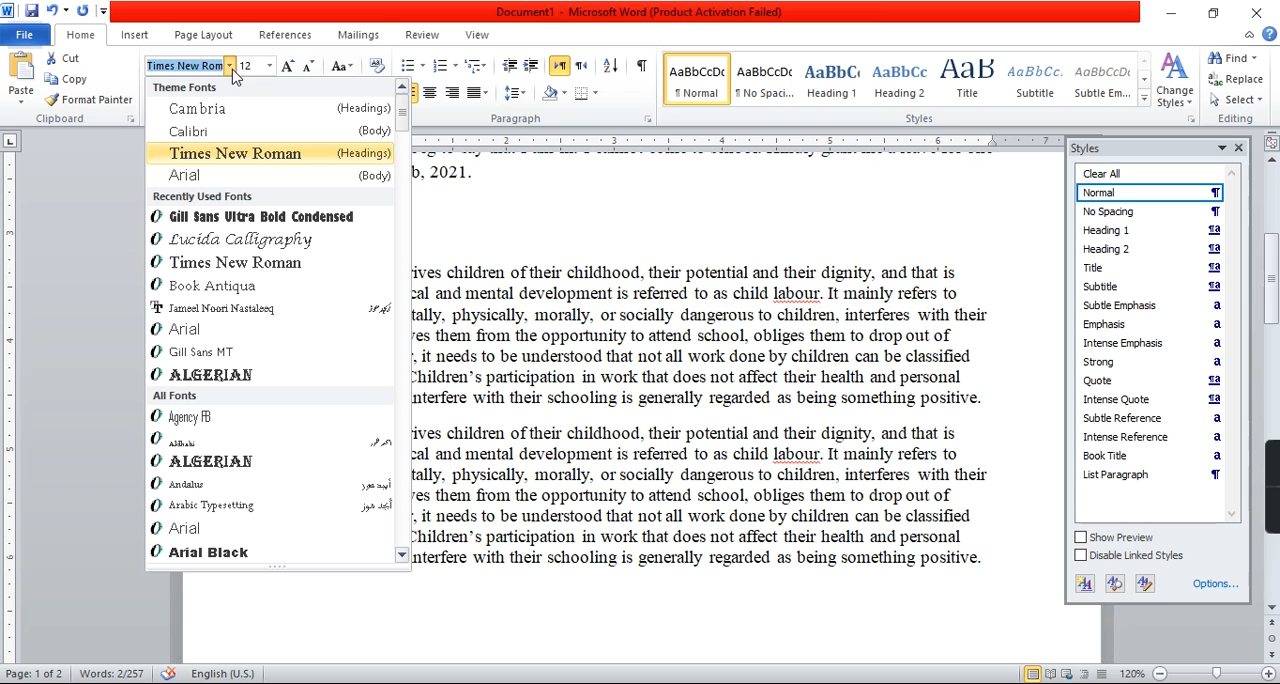 Document1 - Microsoft Word (Product Activation Failed)
File
Home
Insert
Page Layout
References
Mailings
Review
View
Paste
Cut
Copy
Format Painter
Clipboard
Times New Rom
12
Paragraph
AaBbCcDc
¶ Normal
AaBbCcDc
¶ No Spaci...
AaBbC
Heading 1
AaBbCc
Heading 2
AaB
Title
AaBbCc.
Subtitle
AaBbCcDc
Subtle Em...
Change
Styles
Styles
Find
Replace
Select
Editing
Theme Fonts
Cambria (Headings)
Calibri (Body)
Times New Roman (Headings)
Arial (Body)
Recently Used Fonts
Gill Sans Ultra Bold Condensed
Lucida Calligraphy
Times New Roman
Book Antiqua
Jameel Noori Nastaleeq
Arial
Gill Sans MT
ALGERIAN
All Fonts
Agency FB
Aldhabi
ALGERIAN
Andalus أبجد هوز
Arabic Typesetting أبجد هوز
Arial
Arial Black
b, 2021.
rives children of their childhood, their potential and their dignity, and that is
cal and mental development is referred to as child labour. It mainly refers to
tally, physically, morally, or socially dangerous to children, interferes with their
ves them from the opportunity to attend school, obliges them to drop out of
, it needs to be understood that not all work done by children can be classified
Children's participation in work that does not affect their health and personal
interfere with their schooling is generally regarded as being something positive.
rives children of their childhood, their potential and their dignity, and that is
cal and mental development is referred to as child labour. It mainly refers to
tally, physically, morally, or socially dangerous to children, interferes with their
ves them from the opportunity to attend school, obliges them to drop out of
, it needs to be understood that not all work done by children can be classified
Children's participation in work that does not affect their health and personal
interfere with their schooling is generally regarded as being something positive.
Styles
Clear All
Normal
No Spacing
Heading 1
Heading 2
Title
Subtitle
Subtle Emphasis
Emphasis
Intense Emphasis
Strong
Quote
Intense Quote
Subtle Reference
Intense Reference
Book Title
List Paragraph
Show Preview
Disable Linked Styles
Options...
Page: 1 of 2
Words: 2/257
English (U.S.)
120%